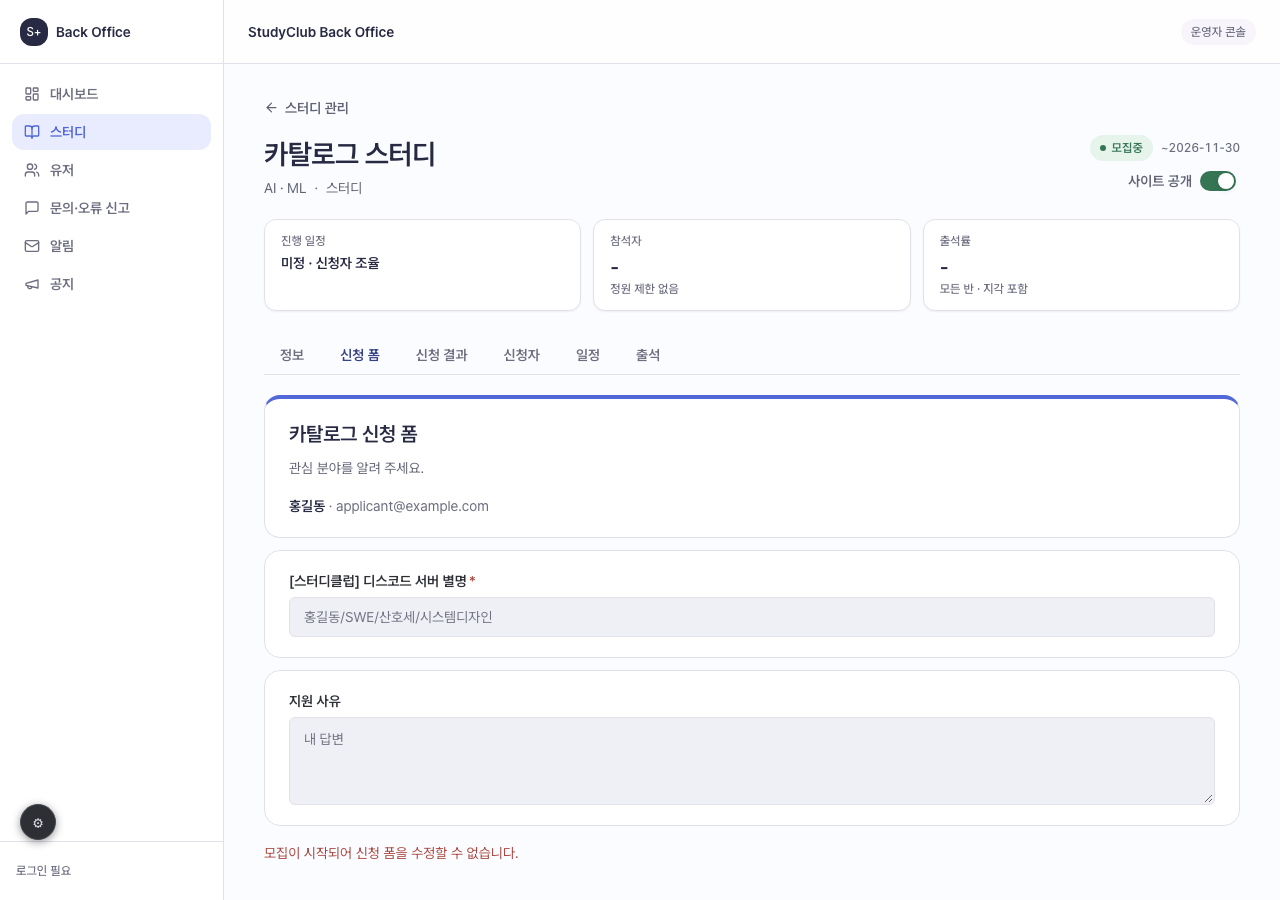 S+ Back Office
StudyClub Back Office
운영자 콘솔
대시보드
스터디
유저
문의·오류 신고
알림
공지
로그인 필요
스터디 관리
카탈로그 스터디
AI · ML · 스터디
모집중
~2026-11-30
사이트 공개
진행 일정
미정 · 신청자 조율
참석자
–
정원 제한 없음
출석률
–
모든 반 · 지각 포함
정보 신청 폼 신청 결과 신청자 일정 출석
카탈로그 신청 폼
관심 분야를 알려 주세요.
홍길동 · applicant@example.com
[스터디클럽] 디스코드 서버 별명 *
홍길동/SWE/산호세/시스템디자인
지원 사유
내 답변
모집이 시작되어 신청 폼을 수정할 수 없습니다.